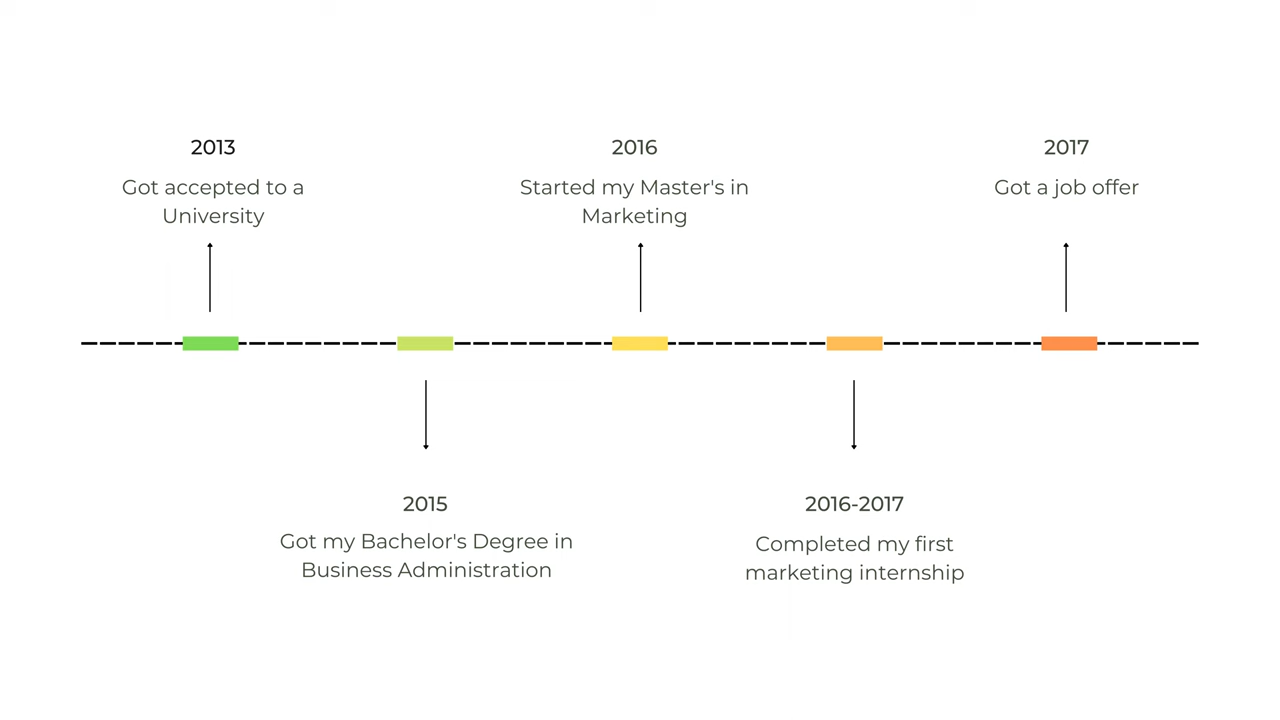 2013
Got accepted to a
University
2015
Got my Bachelor's Degree in
Business Administration
2016
Started my Master's in
Marketing
2016-2017
Completed my first
marketing internship
2017
Got a job offer